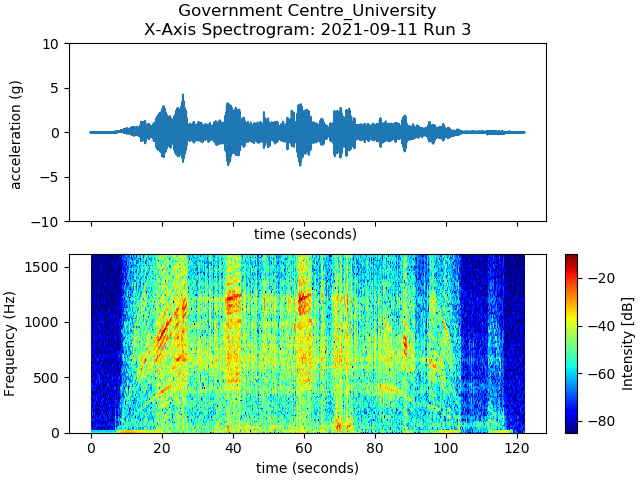 Government Centre_University
X-Axis Spectrogram: 2021-09-11 Run 3
acceleration (g)
10
5
0
−5
−10
time (seconds)
Frequency (Hz)
1500
1000
500
0
0
20
40
60
80
100
120
time (seconds)
−20
−40
−60
−80
Intensity [dB]